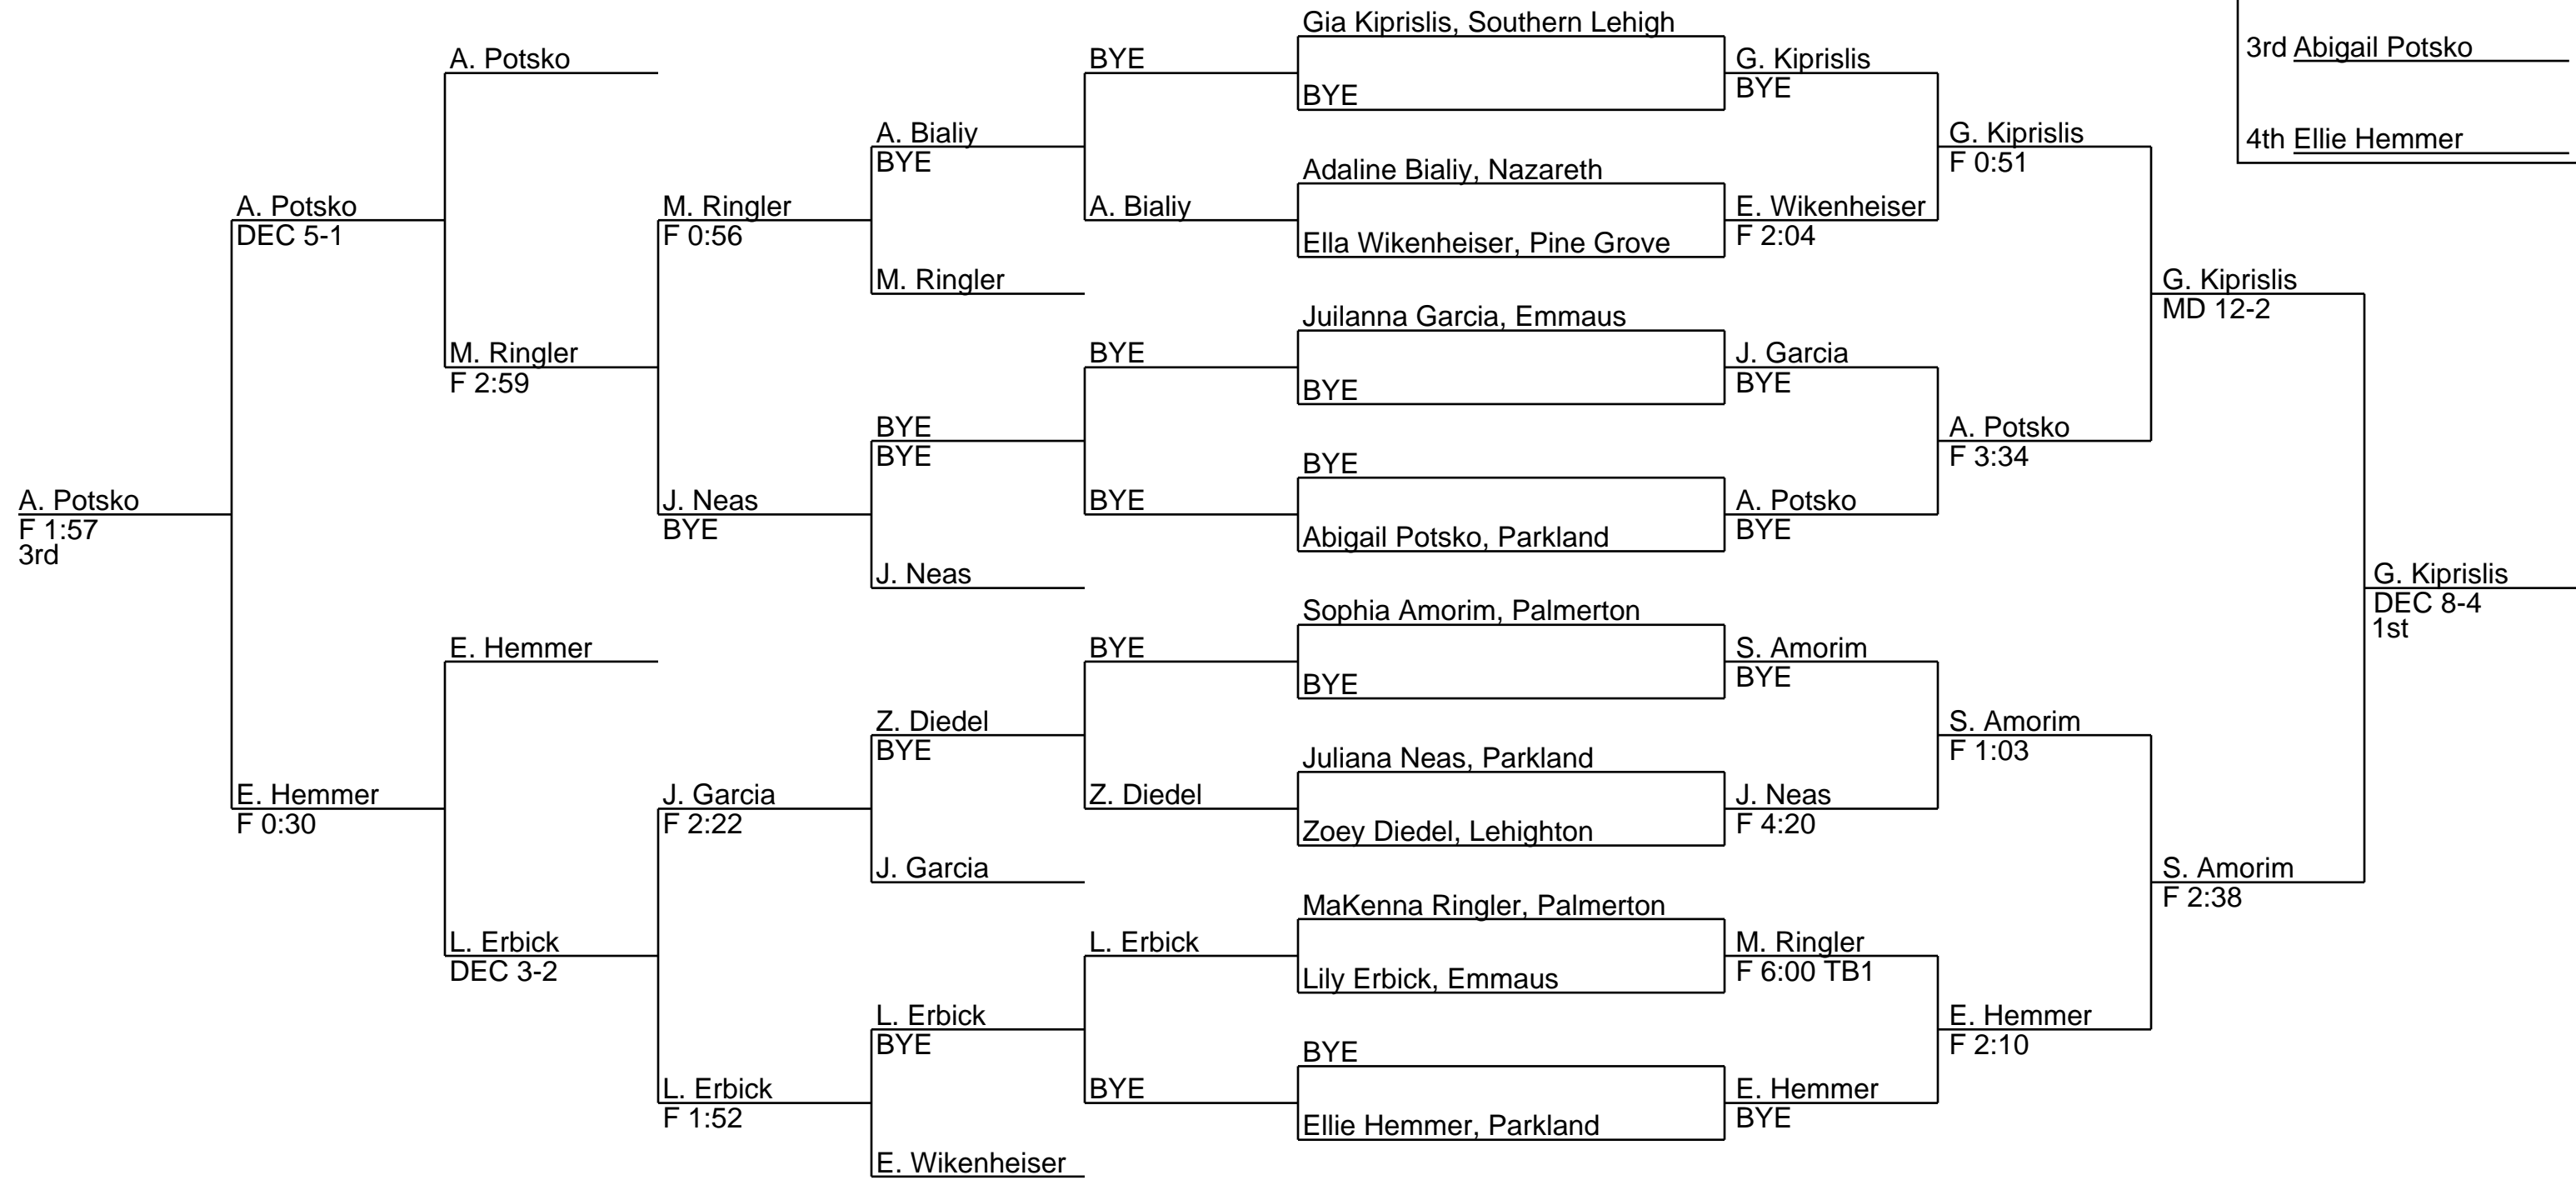 Gia Kiprislis, Southern Lehigh
3rd Abigail Potsko
A. Potsko
BYE
G. Kiprislis
BYE
BYE
4th Ellie Hemmer
A. Bialiy
BYE
G. Kiprislis
F 0:51
Adaline Bialiy, Nazareth
A. Potsko
DEC 5-1
M. Ringler
F 0:56
A. Bialiy
E. Wikenheiser
F 2:04
Ella Wikenheiser, Pine Grove
M. Ringler
G. Kiprislis
MD 12-2
Juilanna Garcia, Emmaus
M. Ringler
F 2:59
BYE
J. Garcia
BYE
BYE
BYE
BYE
A. Potsko
F 3:34
BYE
A. Potsko
F 1:57
3rd
J. Neas
BYE
BYE
A. Potsko
BYE
Abigail Potsko, Parkland
J. Neas
G. Kiprislis
DEC 8-4
1st
Sophia Amorim, Palmerton
E. Hemmer
BYE
S. Amorim
BYE
BYE
Z. Diedel
BYE
S. Amorim
F 1:03
Juliana Neas, Parkland
E. Hemmer
F 0:30
J. Garcia
F 2:22
Z. Diedel
J. Neas
F 4:20
Zoey Diedel, Lehighton
J. Garcia
S. Amorim
F 2:38
MaKenna Ringler, Palmerton
L. Erbick
DEC 3-2
L. Erbick
M. Ringler
F 6:00 TB1
Lily Erbick, Emmaus
L. Erbick
BYE
E. Hemmer
F 2:10
BYE
L. Erbick
F 1:52
BYE
E. Hemmer
BYE
Ellie Hemmer, Parkland
E. Wikenheiser